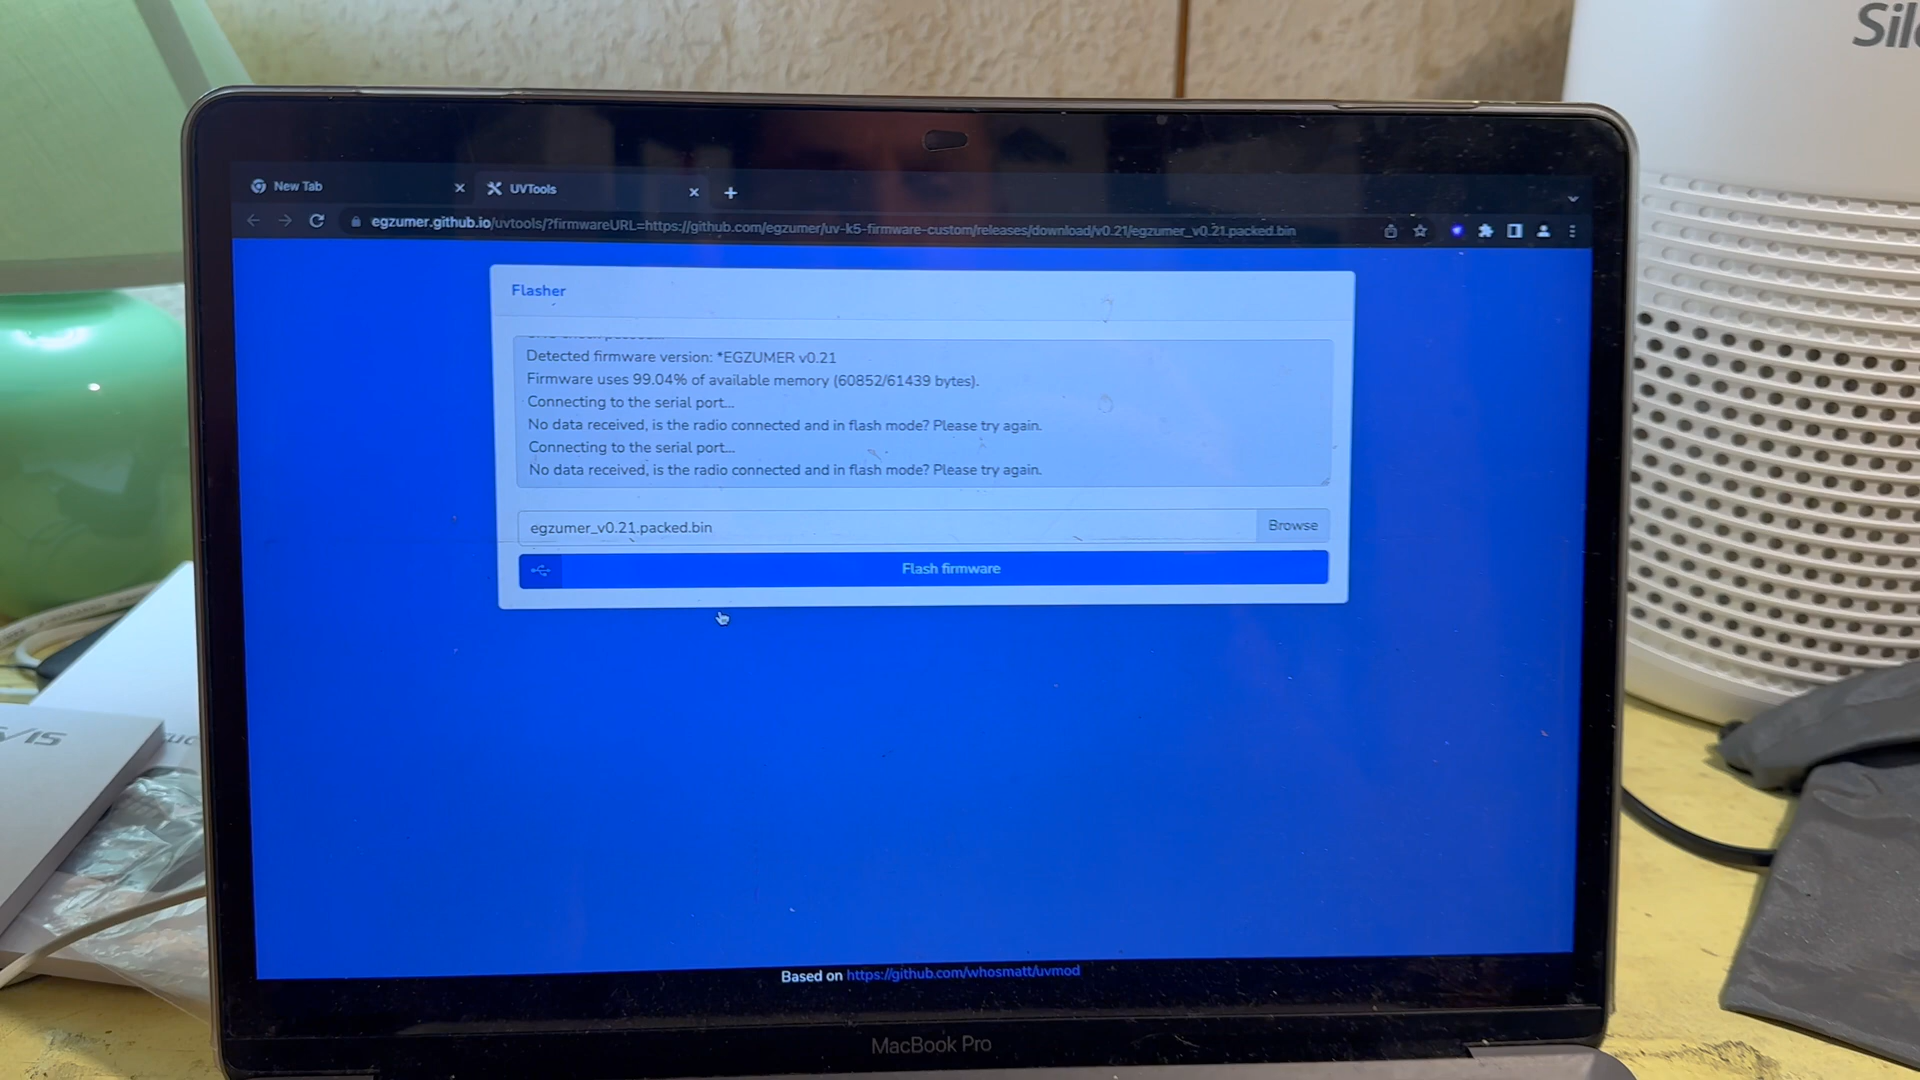 Sil
New Tab
UVTools
egzumer.github.io/uvtools/?firmwareURL=https://github.com/egzumer/uv-k5-firmware-custom/releases/download/v0.21/egzumer_v0.21.packed.bin
Flasher
Detected firmware version: *EGZUMER v0.21
Firmware uses 99.04% of available memory (60852/61439 bytes).
Connecting to the serial port...
No data received, is the radio connected and in flash mode? Please try again.
Connecting to the serial port...
No data received, is the radio connected and in flash mode? Please try again.
egzumer_v0.21.packed.bin
Browse
Flash firmware
Based on https://github.com/whosmatt/uvmod
MacBook Pro